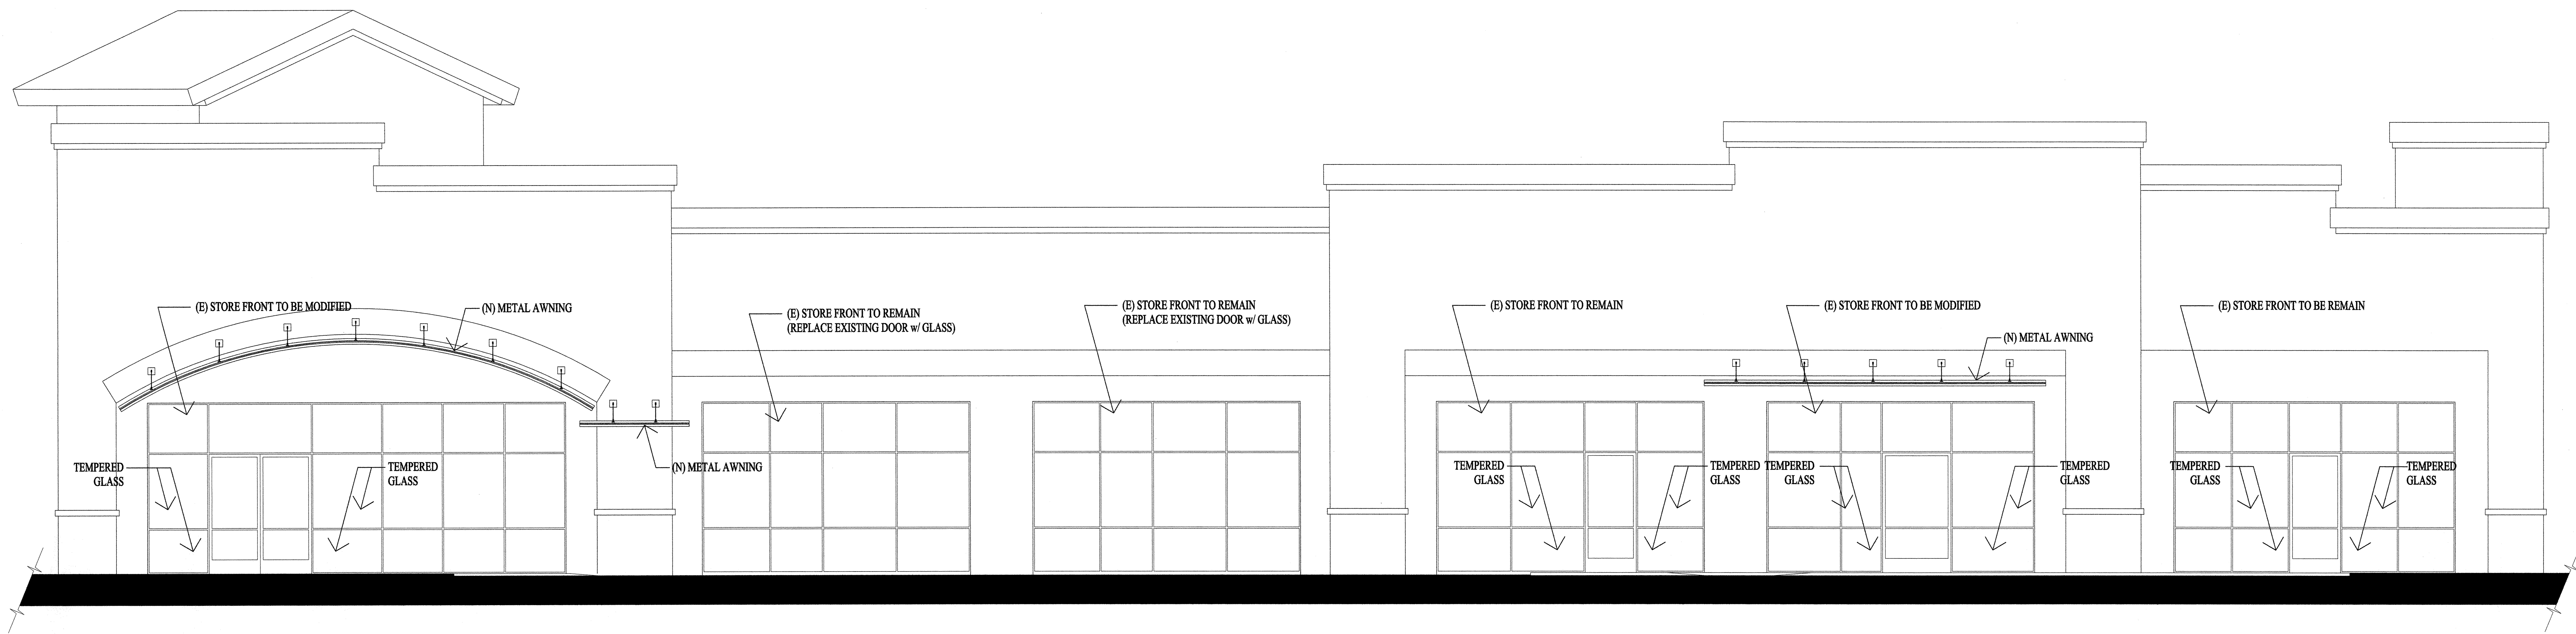 (E) STORE FRONT TO BE MODIFIED
(N) METAL AWNING
(E) STORE FRONT TO REMAIN
(REPLACE EXISTING DOOR w/ GLASS)
(E) STORE FRONT TO REMAIN
(REPLACE EXISTING DOOR w/ GLASS)
(E) STORE FRONT TO REMAIN
(E) STORE FRONT TO BE MODIFIED
(N) METAL AWNING
(E) STORE FRONT TO BE REMAIN
TEMPERED
GLASS
TEMPERED
GLASS
(N) METAL AWNING
TEMPERED
GLASS
TEMPERED
GLASS
TEMPERED
GLASS
TEMPERED
GLASS
TEMPERED
GLASS
TEMPERED
GLASS